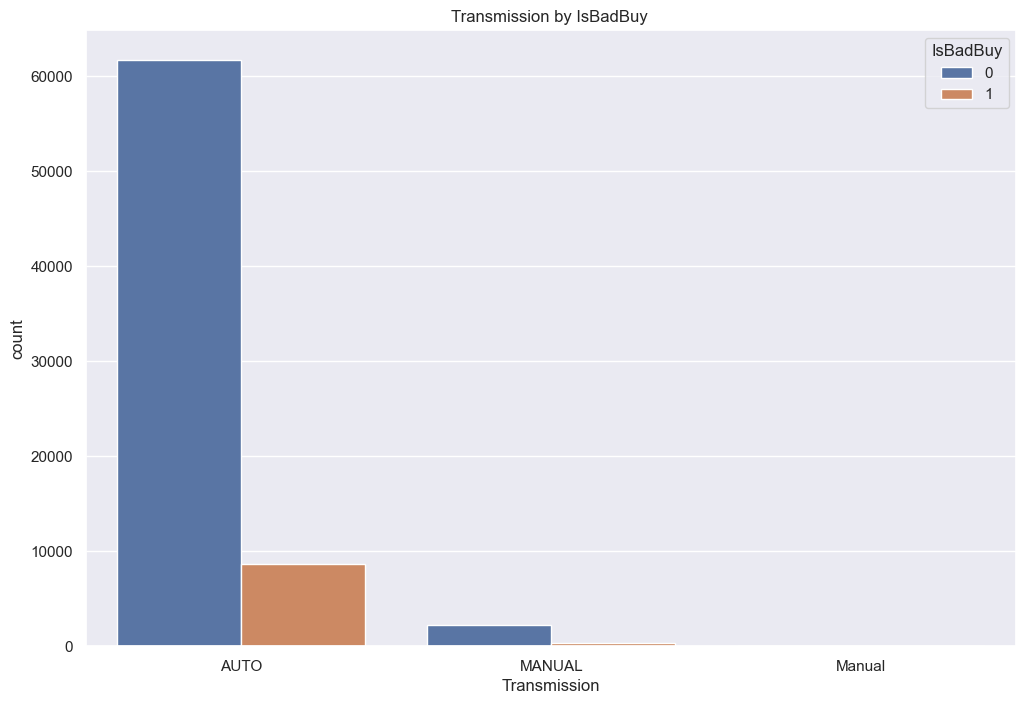 Transmission by IsBadBuy
IsBadBuy
0
1
60000
50000
40000
30000
20000
10000
0
count
AUTO MANUAL Manual
Transmission